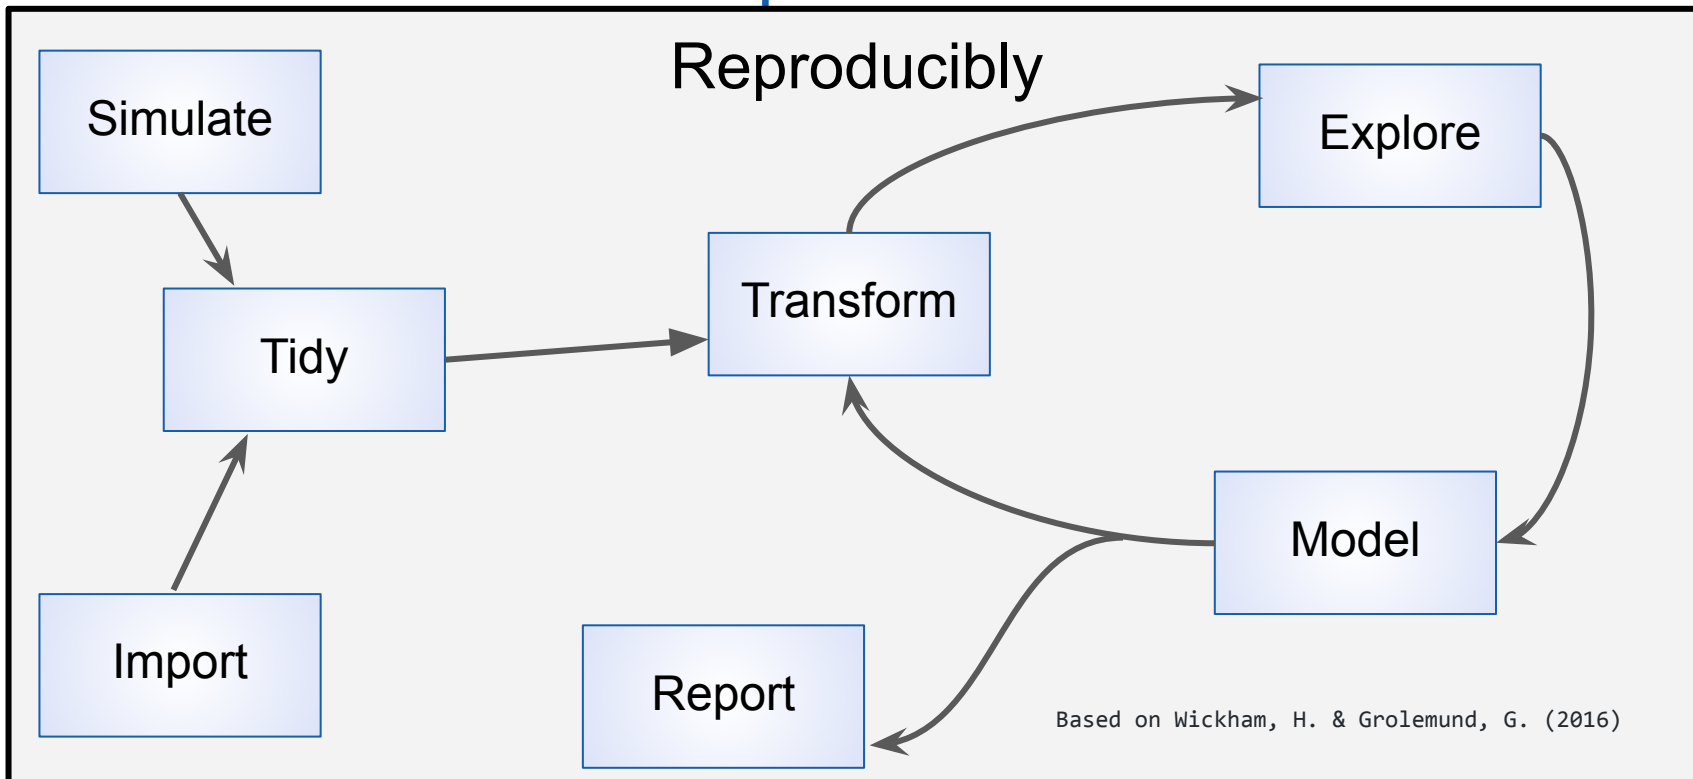 Reproducibly
Simulate
Explore
Transform
Tidy
Model
Import
Report
Based on Wickham, H. & Grolemund, G. (2016)